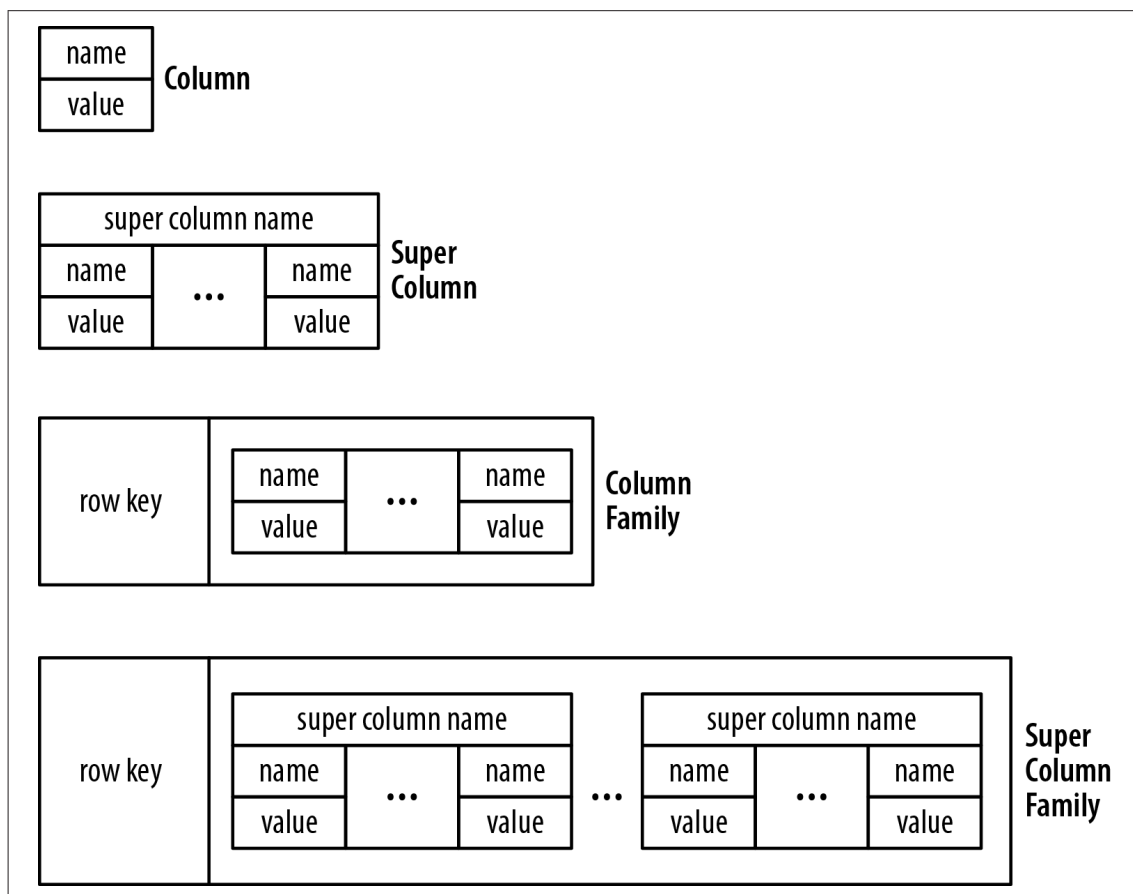 name
value
Column
super column name
name ... name
value value
Super
Column
row key
name ... name
value value
Column
Family
row key
super column name ... super column name
name ... name name ... name
value value value value
Super
Column
Family